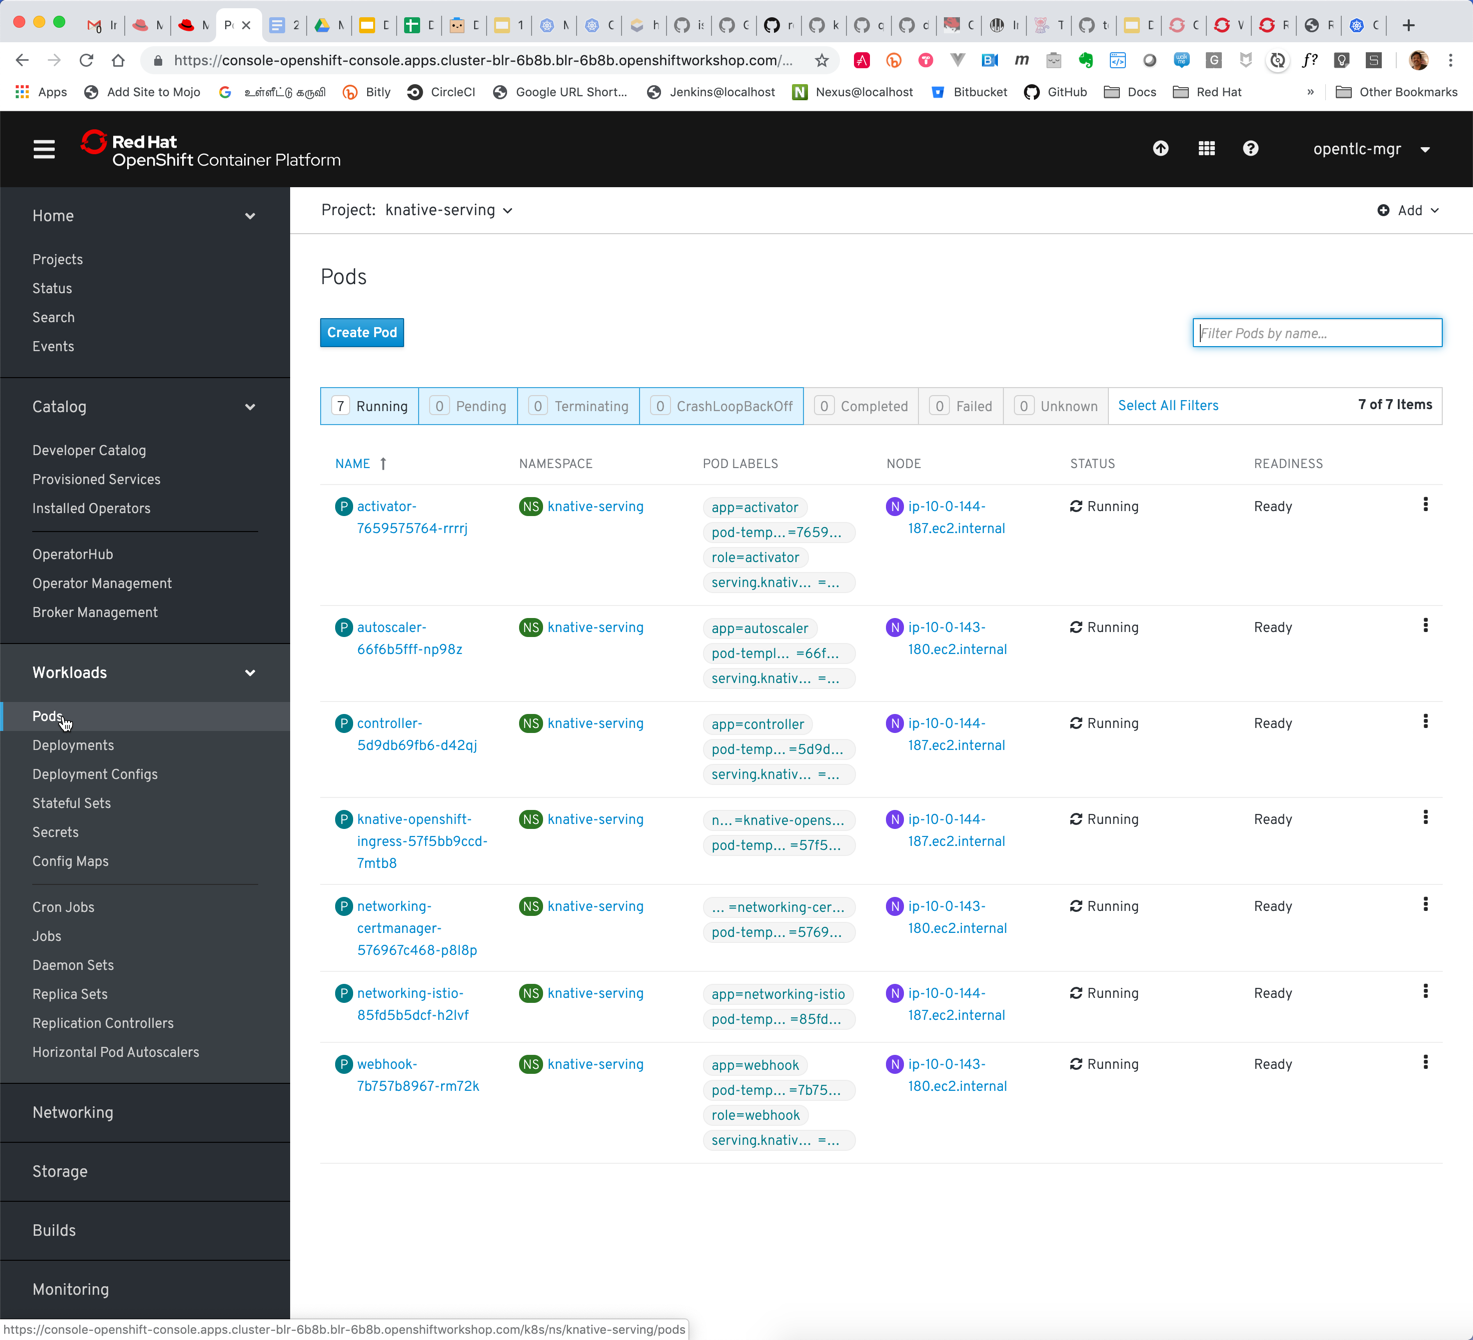 https://console-openshift-console.apps.cluster-blr-6b8b.blr-6b8b.openshiftworkshop.com/...
Apps Add Site to Mojo உள்ளீட்டு கருவி Bitly CircleCI Google URL Short... Jenkins@localhost Nexus@localhost Bitbucket GitHub Docs Red Hat » Other Bookmarks
Red Hat
OpenShift Container Platform
opentlc-mgr
Home
Projects
Status
Search
Events
Catalog
Developer Catalog
Provisioned Services
Installed Operators
OperatorHub
Operator Management
Broker Management
Workloads
Pods
Deployments
Deployment Configs
Stateful Sets
Secrets
Config Maps
Cron Jobs
Jobs
Daemon Sets
Replica Sets
Replication Controllers
Horizontal Pod Autoscalers
Networking
Storage
Builds
Monitoring
Project: knative-serving
Add
Pods
Create Pod
Filter Pods by name...
7 Running 0 Pending 0 Terminating 0 CrashLoopBackOff 0 Completed 0 Failed 0 Unknown Select All Filters 7 of 7 Items
NAME NAMESPACE POD LABELS NODE STATUS READINESS
P activator-7659575764-rrrrj
NS knative-serving
app=activator
pod-temp... =7659...
role=activator
serving.knativ... =...
N ip-10-0-144-187.ec2.internal
Running
Ready
P autoscaler-66f6b5fff-np98z
NS knative-serving
app=autoscaler
pod-templ... =66f...
serving.knativ... =...
N ip-10-0-143-180.ec2.internal
Running
Ready
P controller-5d9db69fb6-d42qj
NS knative-serving
app=controller
pod-temp... =5d9d...
serving.knativ... =...
N ip-10-0-144-187.ec2.internal
Running
Ready
P knative-openshift-ingress-57f5bb9ccd-7mtb8
NS knative-serving
n...=knative-opens...
pod-temp... =57f5...
N ip-10-0-144-187.ec2.internal
Running
Ready
P networking-certmanager-576967c468-p8l8p
NS knative-serving
... =networking-cer...
pod-temp... =5769...
N ip-10-0-143-180.ec2.internal
Running
Ready
P networking-istio-85fd5b5dcf-h2lvf
NS knative-serving
app=networking-istio
pod-temp... =85fd...
N ip-10-0-144-187.ec2.internal
Running
Ready
P webhook-7b757b8967-rm72k
NS knative-serving
app=webhook
pod-temp... =7b75...
role=webhook
serving.knativ... =...
N ip-10-0-143-180.ec2.internal
Running
Ready
https://console-openshift-console.apps.cluster-blr-6b8b.blr-6b8b.openshiftworkshop.com/k8s/ns/knative-serving/pods